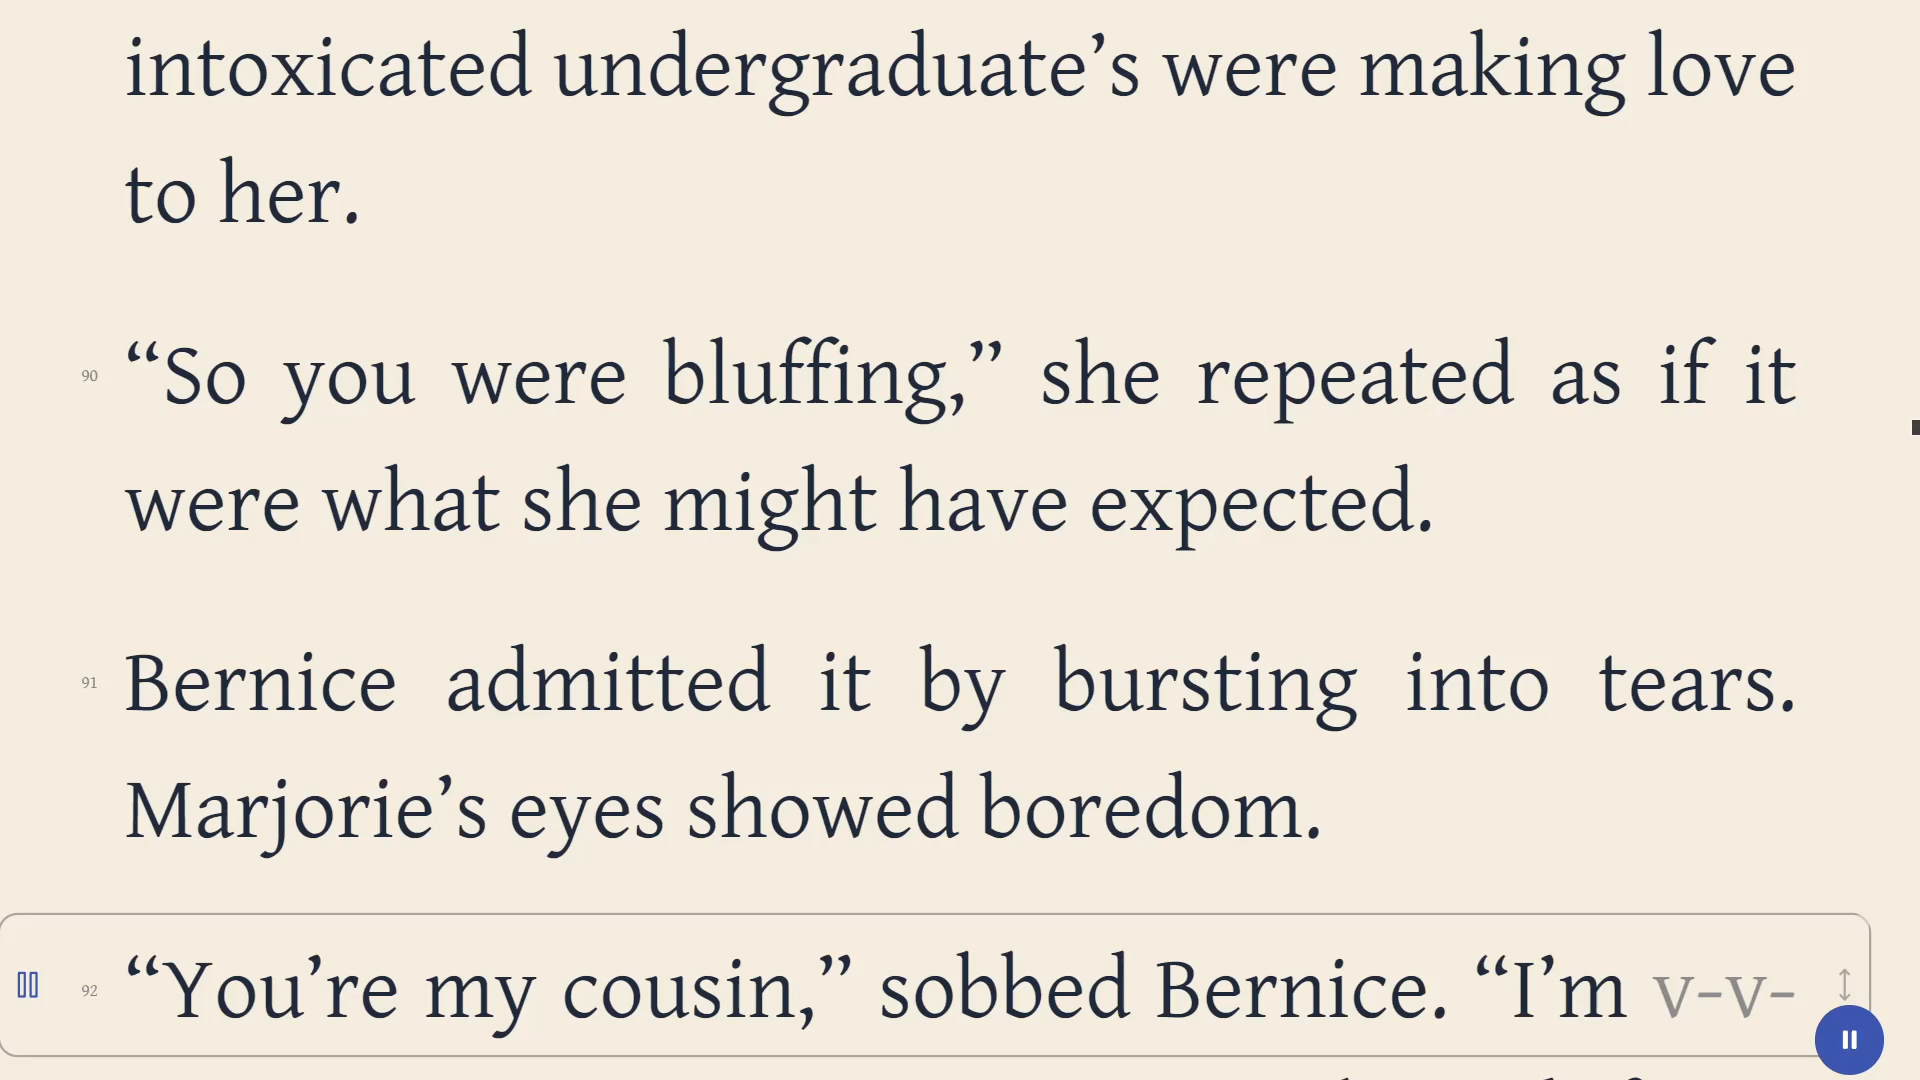 intoxicated undergraduate’s were making love
to her.
90 “So you were bluffing,” she repeated as if it
were what she might have expected.
91 Bernice admitted it by bursting into tears.
Marjorie’s eyes showed boredom.
92 “You’re my cousin,” sobbed Bernice. “I’m v-v-